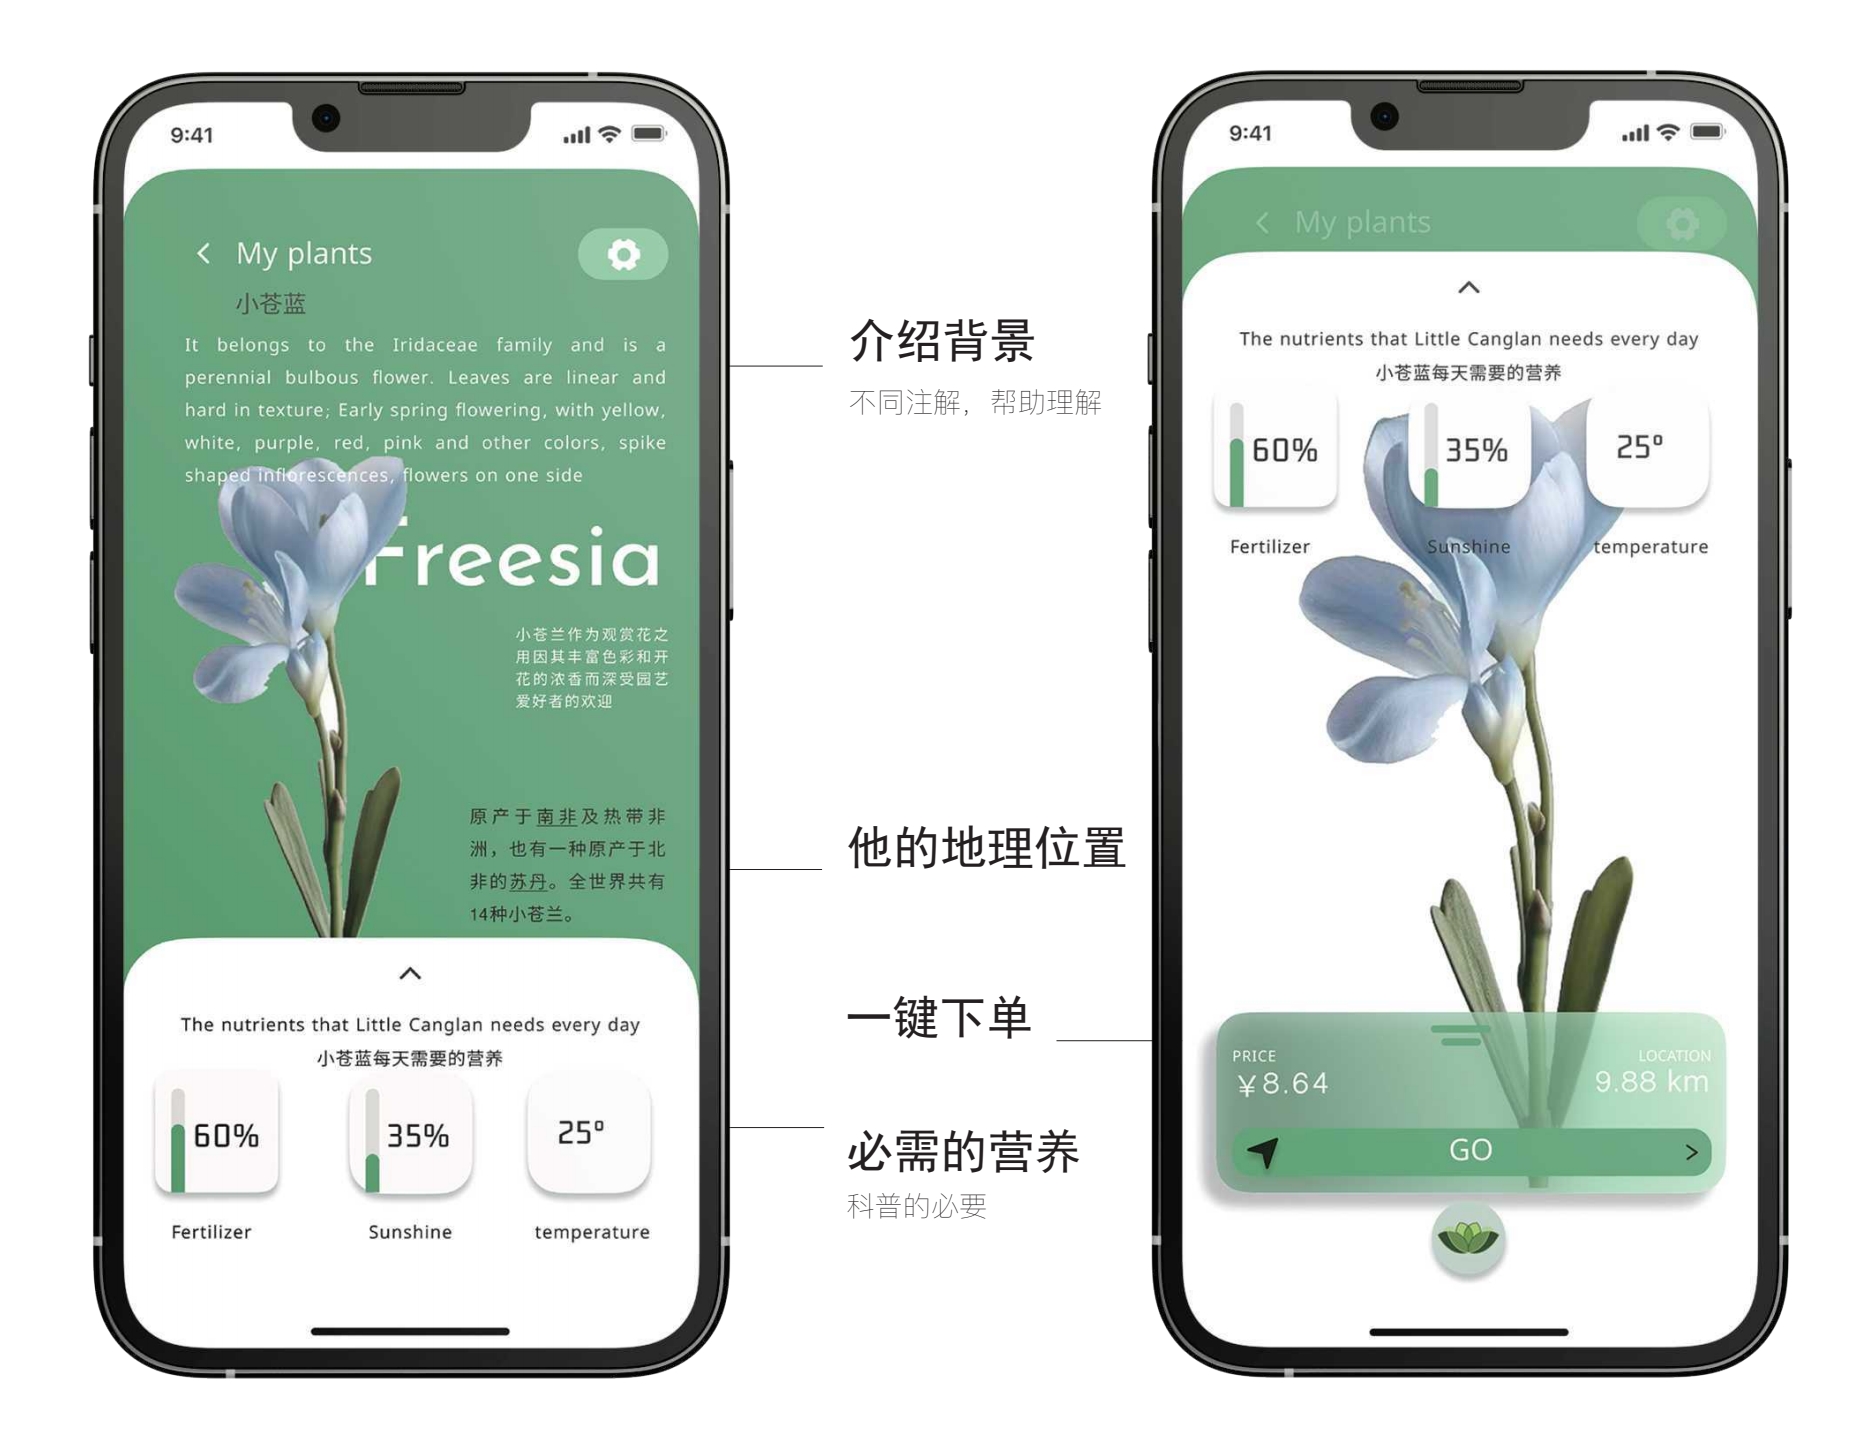 9:41
My plants
小苍蓝
It belongs to the Iridaceae family and is a
perennial bulbous flower. Leaves are linear and
hard in texture; Early spring flowering, with yellow,
white, purple, red, pink and other colors, spike
shaped inflorescences, flowers on one side
Freesia
小苍兰作为观赏花之
用因其丰富色彩和开
花的浓香而深受园艺
爱好者的欢迎
原产于南非及热带非
洲，也有一种原产于北
非的苏丹。全世界共有
14种小苍兰。
The nutrients that Little Canglan needs every day
小苍蓝每天需要的营养
60%
35%
25°
Fertilizer
Sunshine
temperature
介绍背景
不同注解，帮助理解
他的地理位置
一键下单
必需的营养
科普的必要
9:41
My plants
The nutrients that Little Canglan needs every day
小苍蓝每天需要的营养
60%
35%
25°
Fertilizer
Sunshine
temperature
PRICE
¥8.64
LOCATION
9.88 km
GO